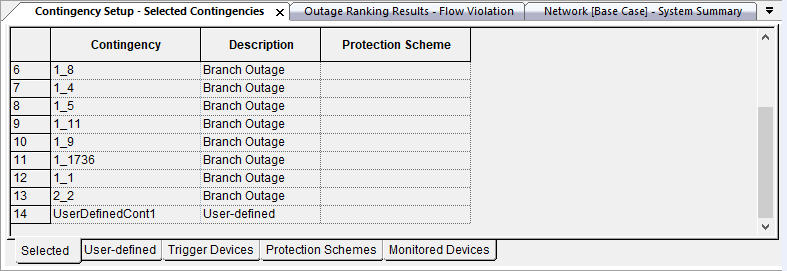 Contingency Setup - Selected Contingencies × Outage Ranking Results - Flow Violation Network [Base Case] - System Summary
Contingency Description Protection Scheme
6 1_8 Branch Outage
7 1_4 Branch Outage
8 1_5 Branch Outage
9 1_11 Branch Outage
10 1_9 Branch Outage
11 1_1736 Branch Outage
12 1_1 Branch Outage
13 2_2 Branch Outage
14 UserDefinedCont1 User-defined
Selected User-defined Trigger Devices Protection Schemes Monitored Devices